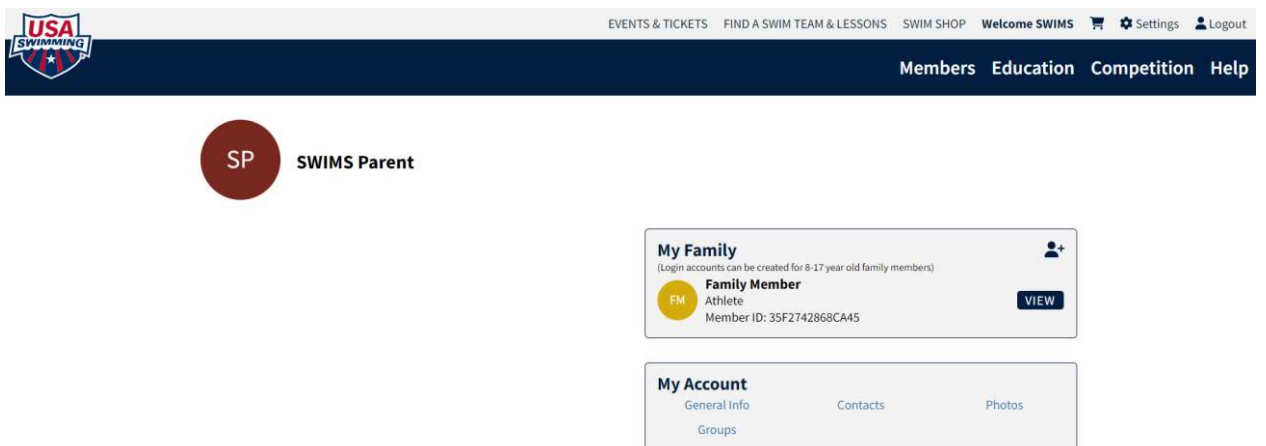 USA
SWIMMING
EVENTS & TICKETS FIND A SWIM TEAM & LESSONS SWIM SHOP Welcome SWIMS Settings Logout
Members Education Competition Help
SP SWIMS Parent
My Family
(Login accounts can be created for 8-17 year old family members)
Family Member
FM Athlete VIEW
Member ID: 35F2742868CA45
My Account
General Info Contacts Photos
Groups